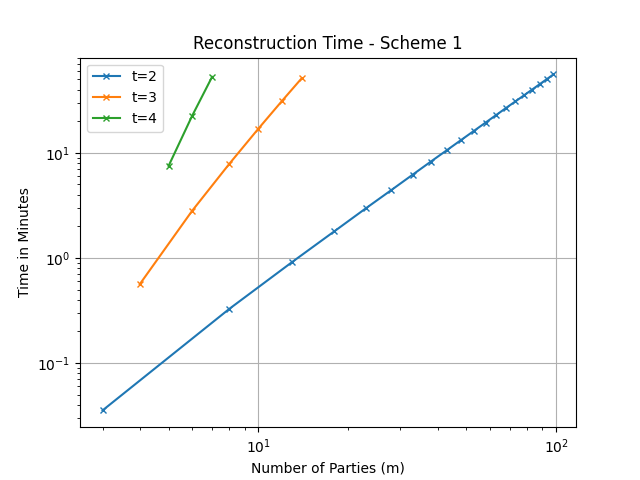 Reconstruction Time - Scheme 1
t=2
t=3
t=4
Time in Minutes
10¹
10⁰
10⁻¹
10¹
10²
Number of Parties (m)